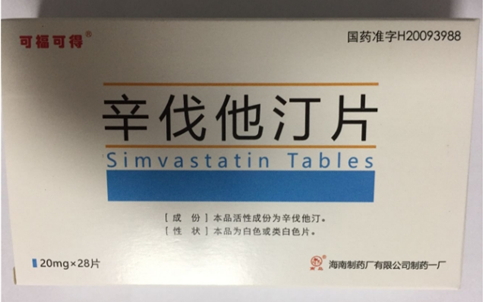 可福可得®
国药准字H20093988
辛伐他汀片
Simvastatin Tables
[成份] 本品活性成份为辛伐他汀。
[性状] 本品为白色或类白色片。
20mg×28片
海南制药厂有限公司制药一厂